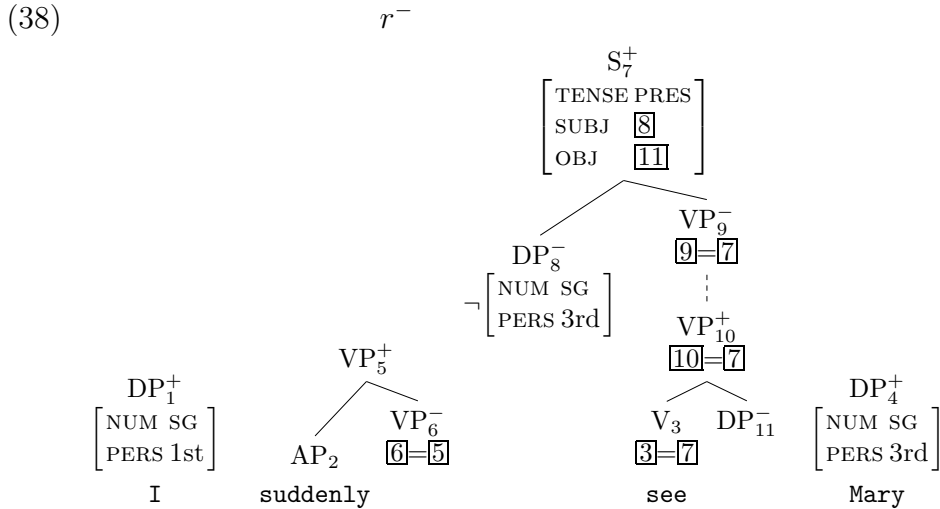 (38) r⁻
S₇⁺
[TENSE PRES
SUBJ 8
OBJ 11]
VP₉⁻
DP₈⁻ 9=7
¬[NUM SG
PERS 3rd]
VP₁₀⁺
VP₅⁺ 10=7
DP₁⁺ DP₄⁺
[NUM SG VP₆⁻ V₃ DP₁₁⁻ [NUM SG
PERS 1st] AP₂ 6=5 3=7 PERS 3rd]
I suddenly see Mary